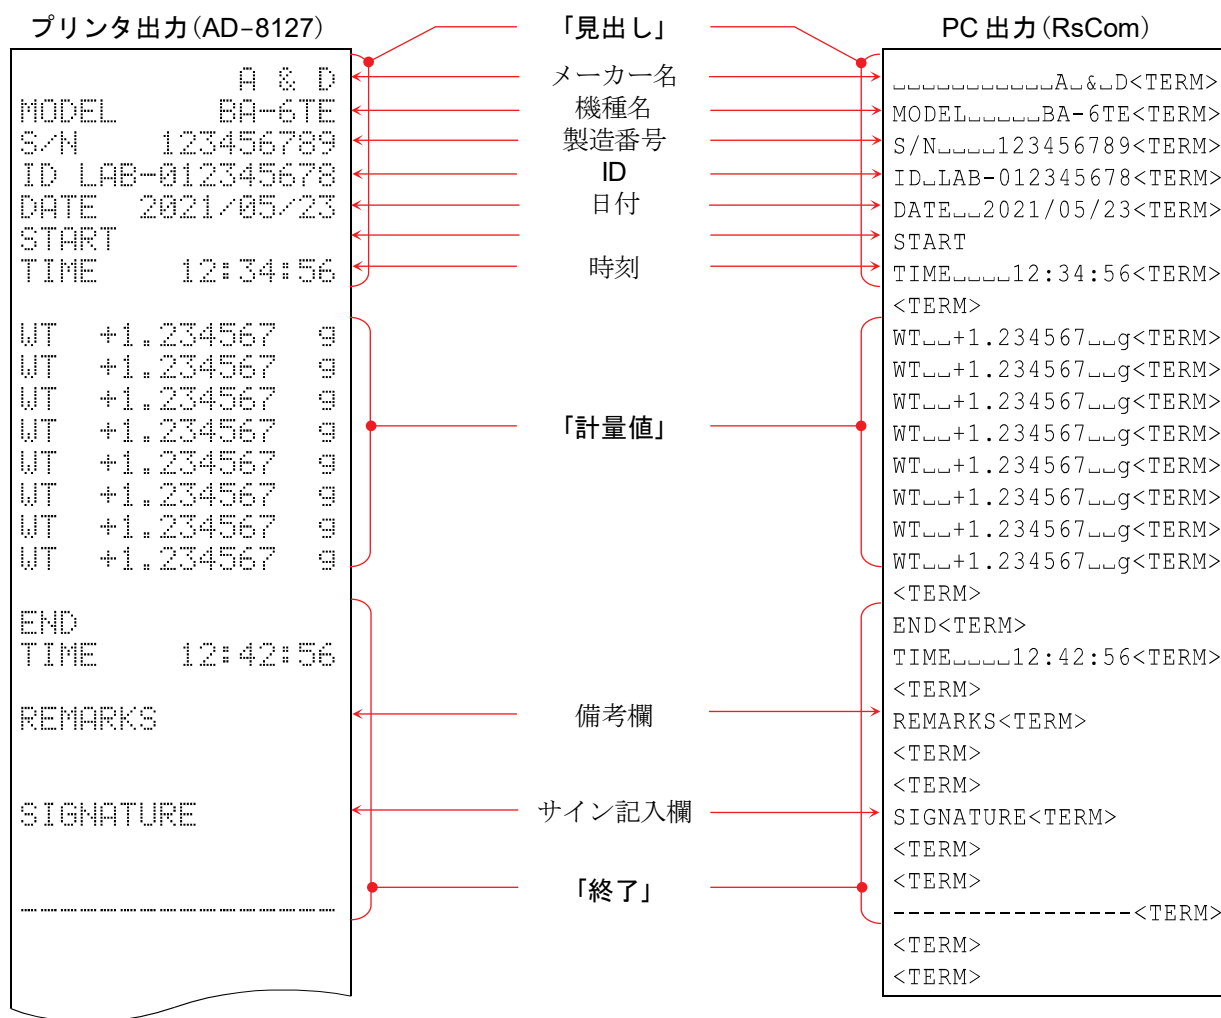 プリンタ出力(AD-8127)
A & D
MODEL BA-6TE
S/N 123456789
ID LAB-012345678
DATE 2021/05/23
START
TIME 12:34:56
WT +1.234567 g
WT +1.234567 g
WT +1.234567 g
WT +1.234567 g
WT +1.234567 g
WT +1.234567 g
WT +1.234567 g
WT +1.234567 g
END
TIME 12:42:56
REMARKS
SIGNATURE
----------------
「見出し」
メーカー名
機種名
製造番号
ID
日付
時刻
「計量値」
備考欄
サイン記入欄
「終了」
PC 出力(RsCom)
␣␣␣␣␣␣␣␣␣␣␣A␣&␣D<TERM>
MODEL␣␣␣␣␣BA-6TE<TERM>
S/N␣␣␣␣123456789<TERM>
ID␣LAB-012345678<TERM>
DATE␣␣2021/05/23<TERM>
START
TIME␣␣␣␣12:34:56<TERM>
<TERM>
WT␣␣+1.234567␣␣g<TERM>
WT␣␣+1.234567␣␣g<TERM>
WT␣␣+1.234567␣␣g<TERM>
WT␣␣+1.234567␣␣g<TERM>
WT␣␣+1.234567␣␣g<TERM>
WT␣␣+1.234567␣␣g<TERM>
WT␣␣+1.234567␣␣g<TERM>
WT␣␣+1.234567␣␣g<TERM>
<TERM>
END<TERM>
TIME␣␣␣␣12:42:56<TERM>
<TERM>
REMARKS<TERM>
<TERM>
<TERM>
SIGNATURE<TERM>
<TERM>
<TERM>
----------------<TERM>
<TERM>
<TERM>